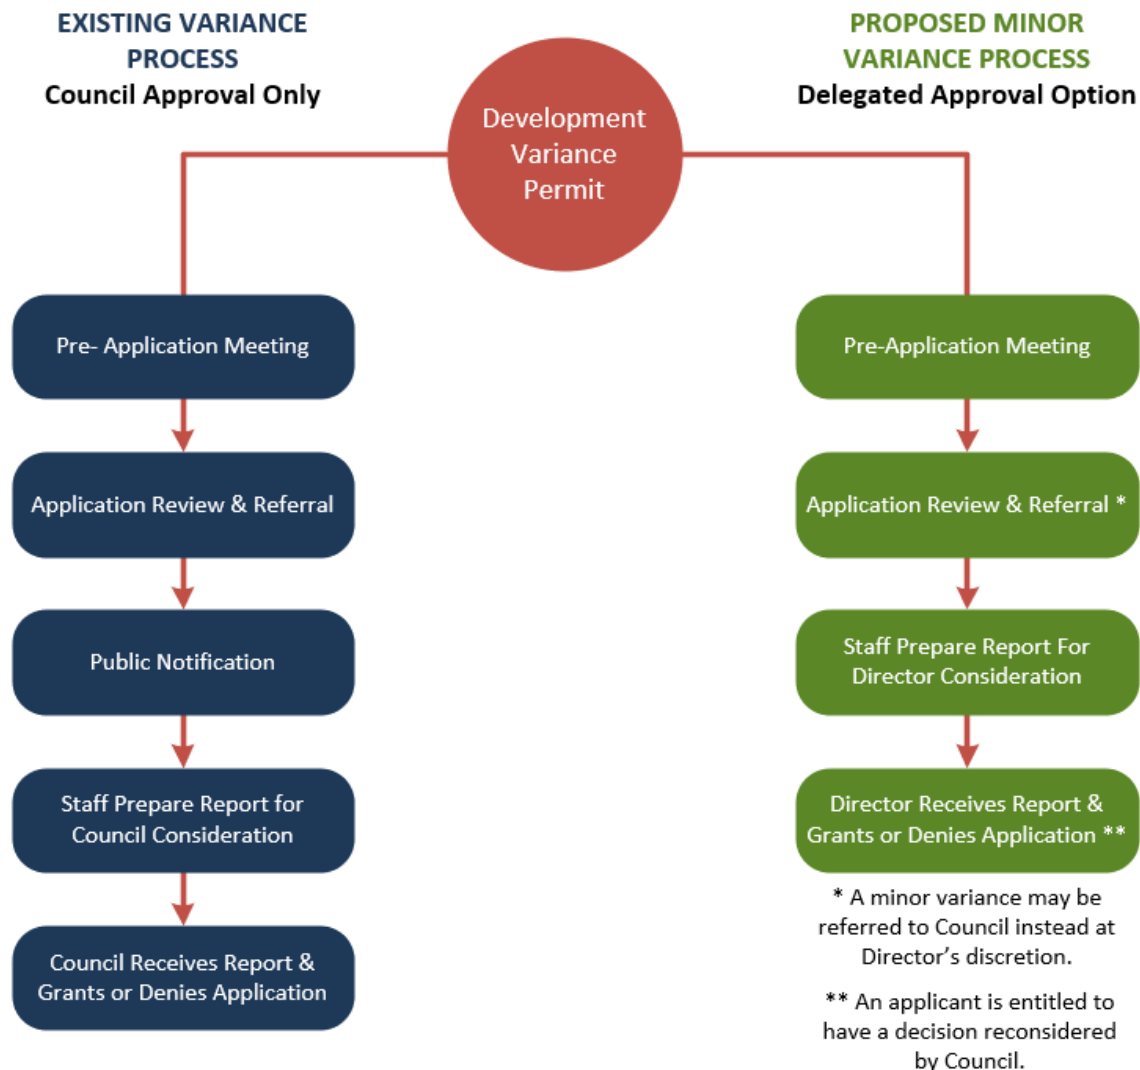 EXISTING VARIANCE
PROCESS
Council Approval Only
Development
Variance
Permit
PROPOSED MINOR
VARIANCE PROCESS
Delegated Approval Option
Pre- Application Meeting
Application Review & Referral
Public Notification
Staff Prepare Report for
Council Consideration
Council Receives Report &
Grants or Denies Application
Pre-Application Meeting
Application Review & Referral *
Staff Prepare Report For
Director Consideration
Director Receives Report &
Grants or Denies Application **
* A minor variance may be
referred to Council instead at
Director's discretion.
** An applicant is entitled to
have a decision reconsidered
by Council.